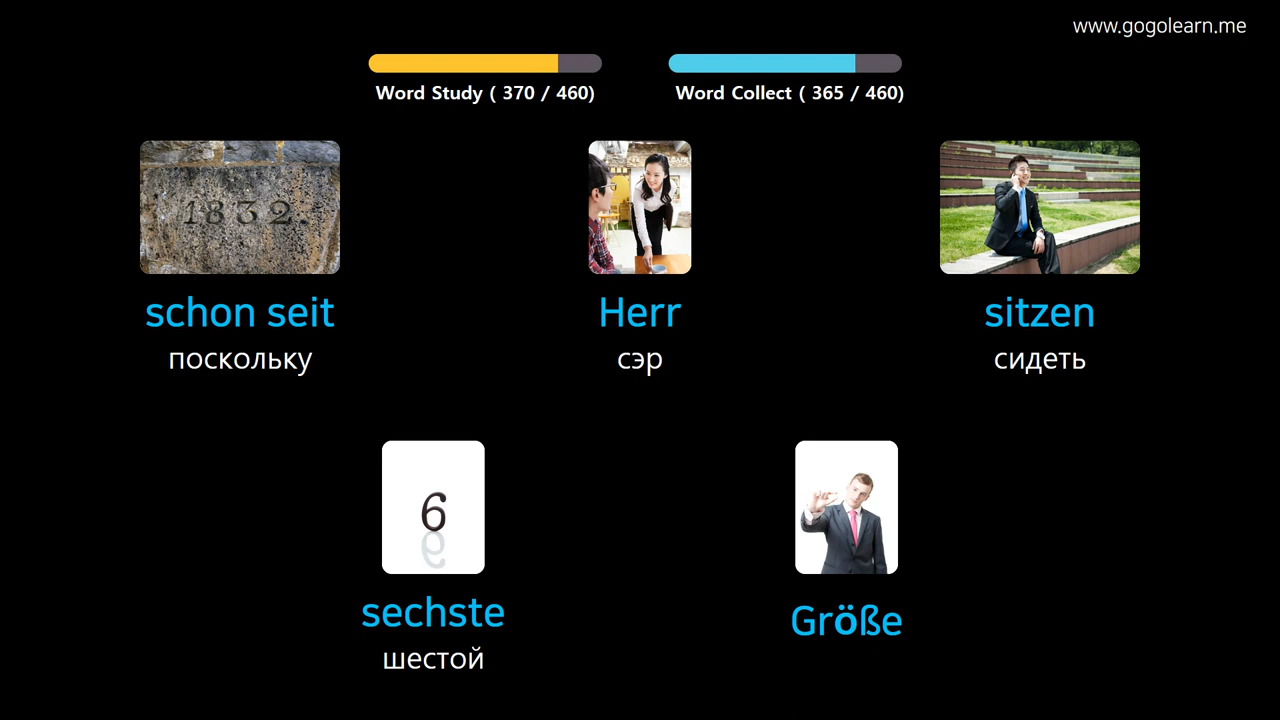 www.gogolearn.me
Word Study ( 370 / 460)
Word Collect ( 365 / 460)
1832.
schon seit
поскольку
Herr
сэр
sitzen
сидеть
6
sechste
шестой
Größe